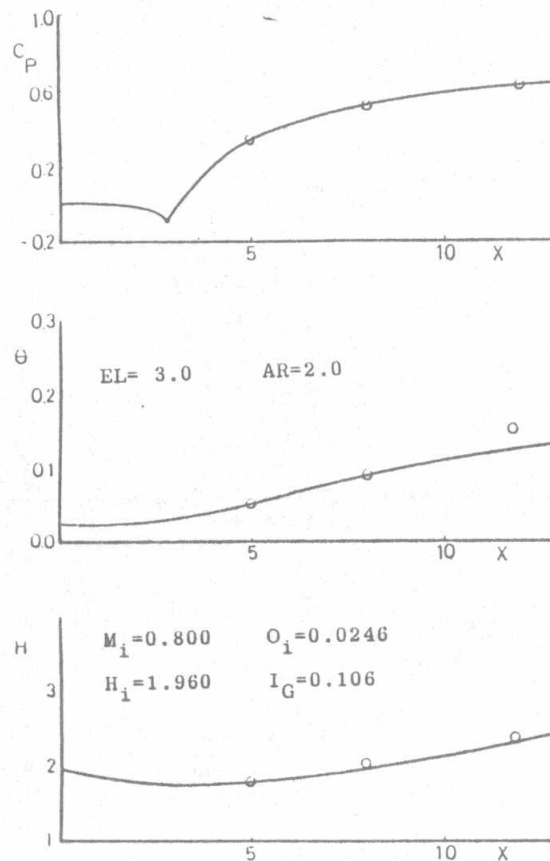 1.0
C_P
0.6
0.2
-0.2
5 10 X
0.3
θ
EL= 3.0 AR=2.0
0.2
0.1
0.0
5 10 X
H
M_i=0.800 O_i=0.0246
H_i=1.960 I_G=0.106
3
2
1
5 10 X